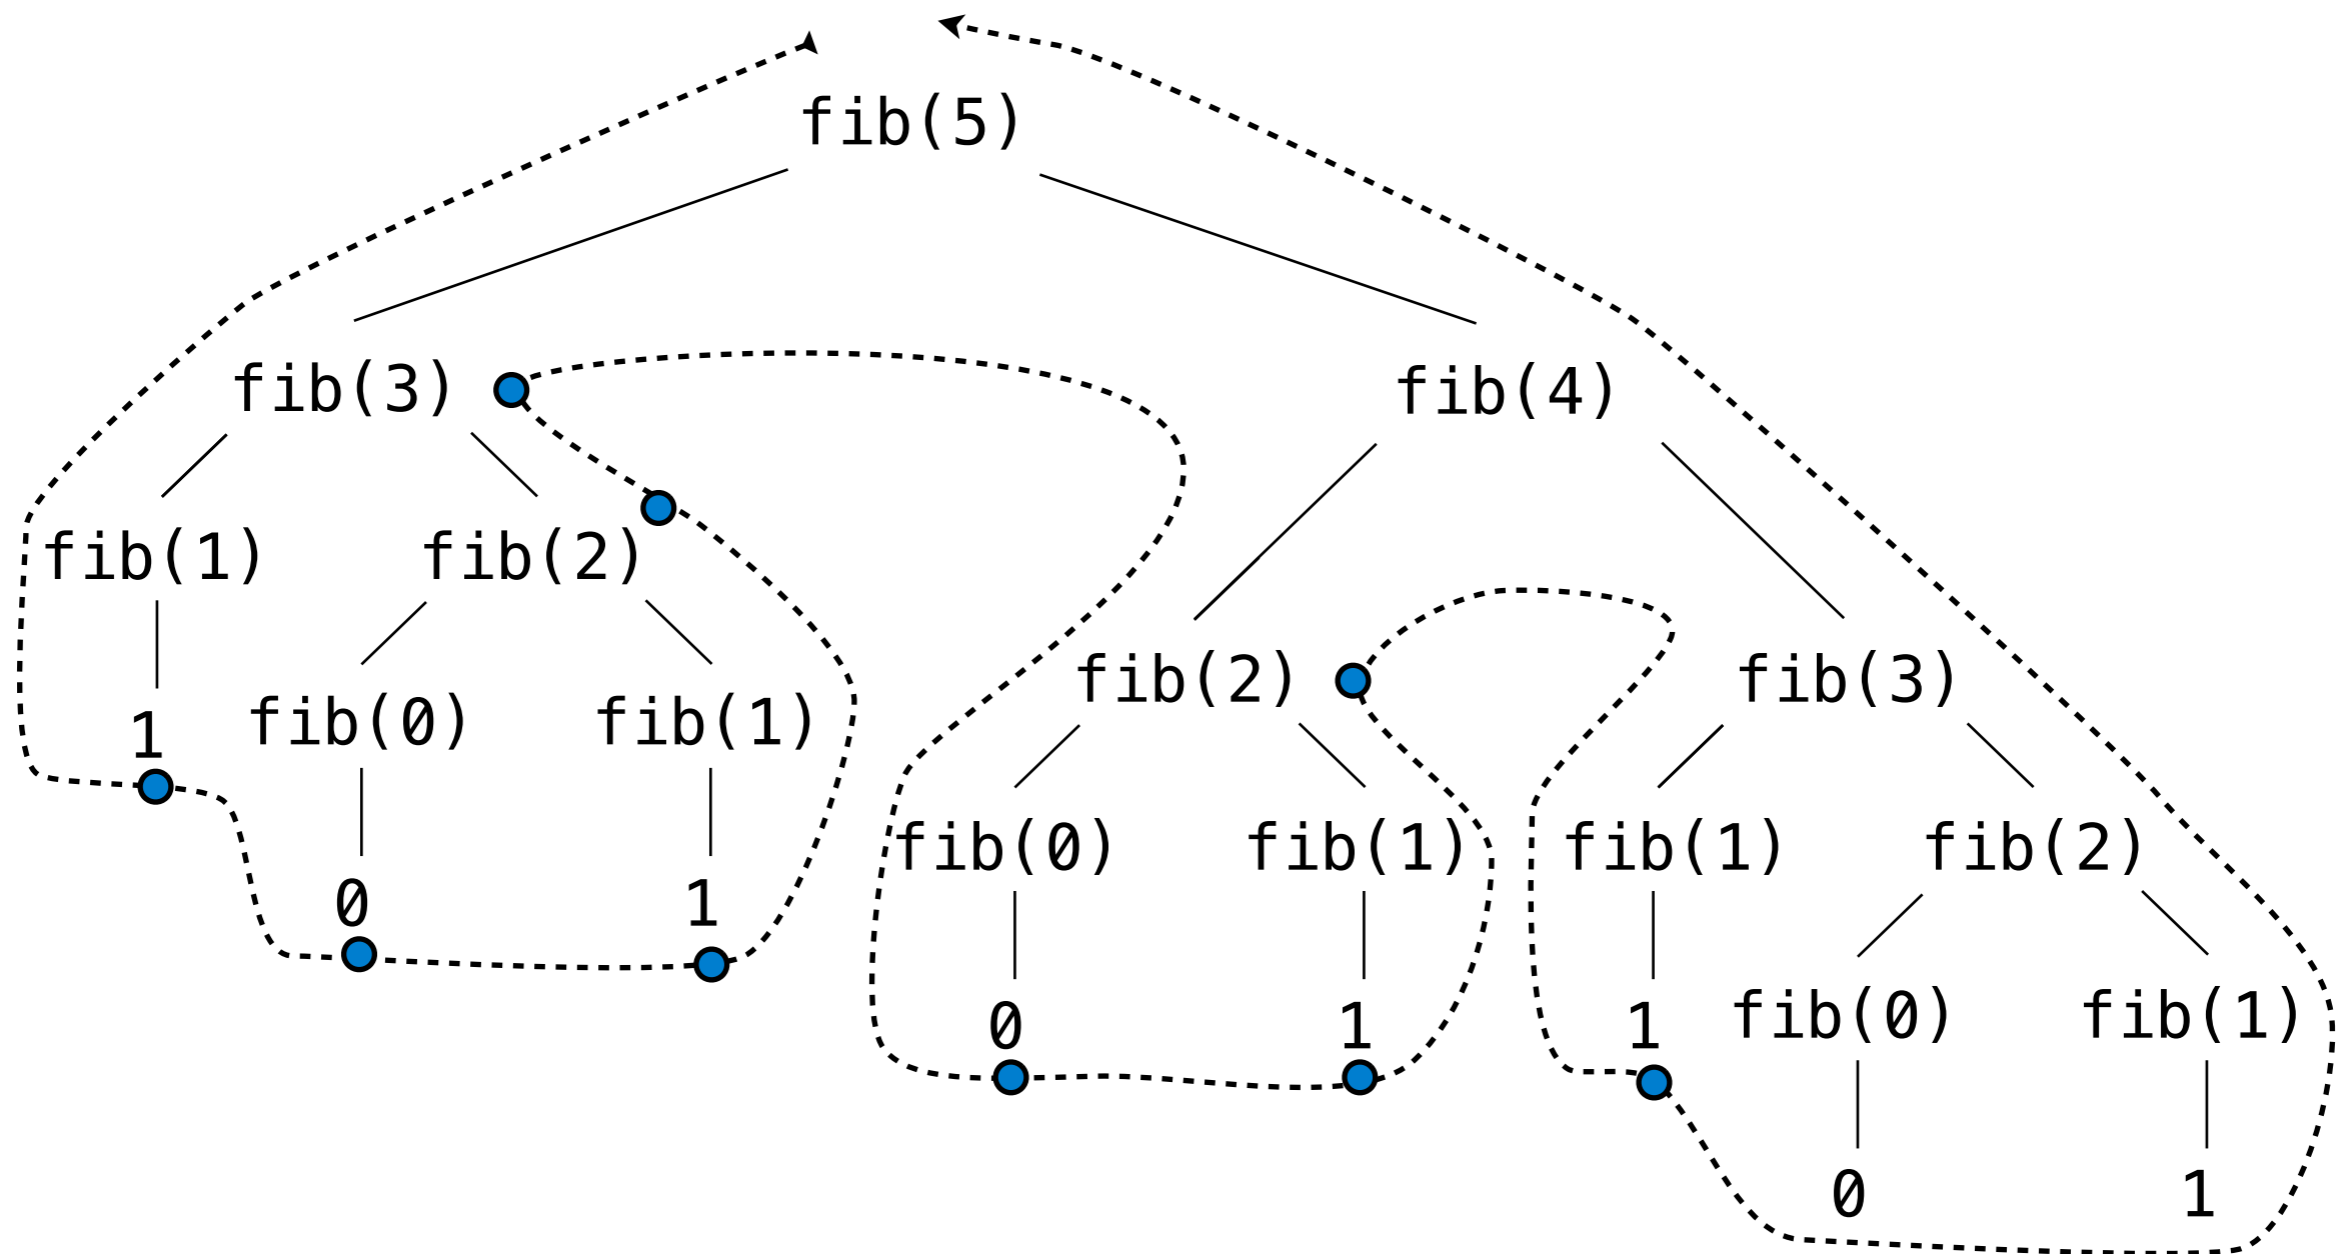 fib(5)
fib(3) fib(4)
fib(1) fib(2)
fib(2) fib(3)
1 fib(0) fib(1)
fib(0) fib(1) fib(1) fib(2)
0 1
0 1 1 fib(0) fib(1)
0 1